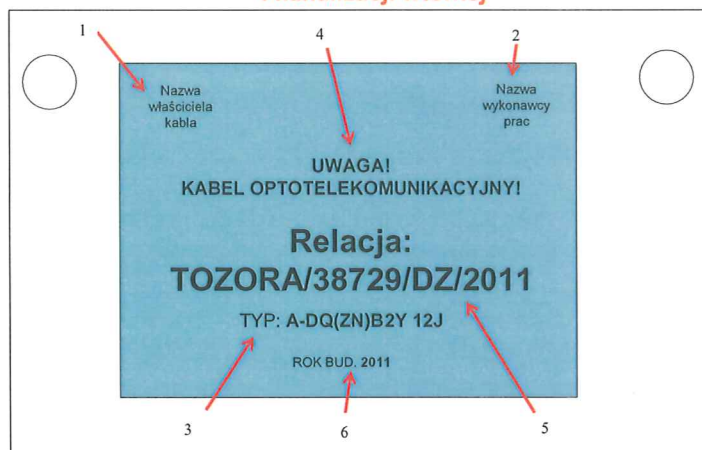 1
4
2
Nazwa
właściciela
kabla
Nazwa
wykonawcy
prac
UWAGA!
KABEL OPTOTELEKOMUNIKACYJNY!
Relacja:
TOZORA/38729/DZ/2011
TYP: A-DQ(ZN)B2Y 12J
ROK BUD. 2011
3
6
5